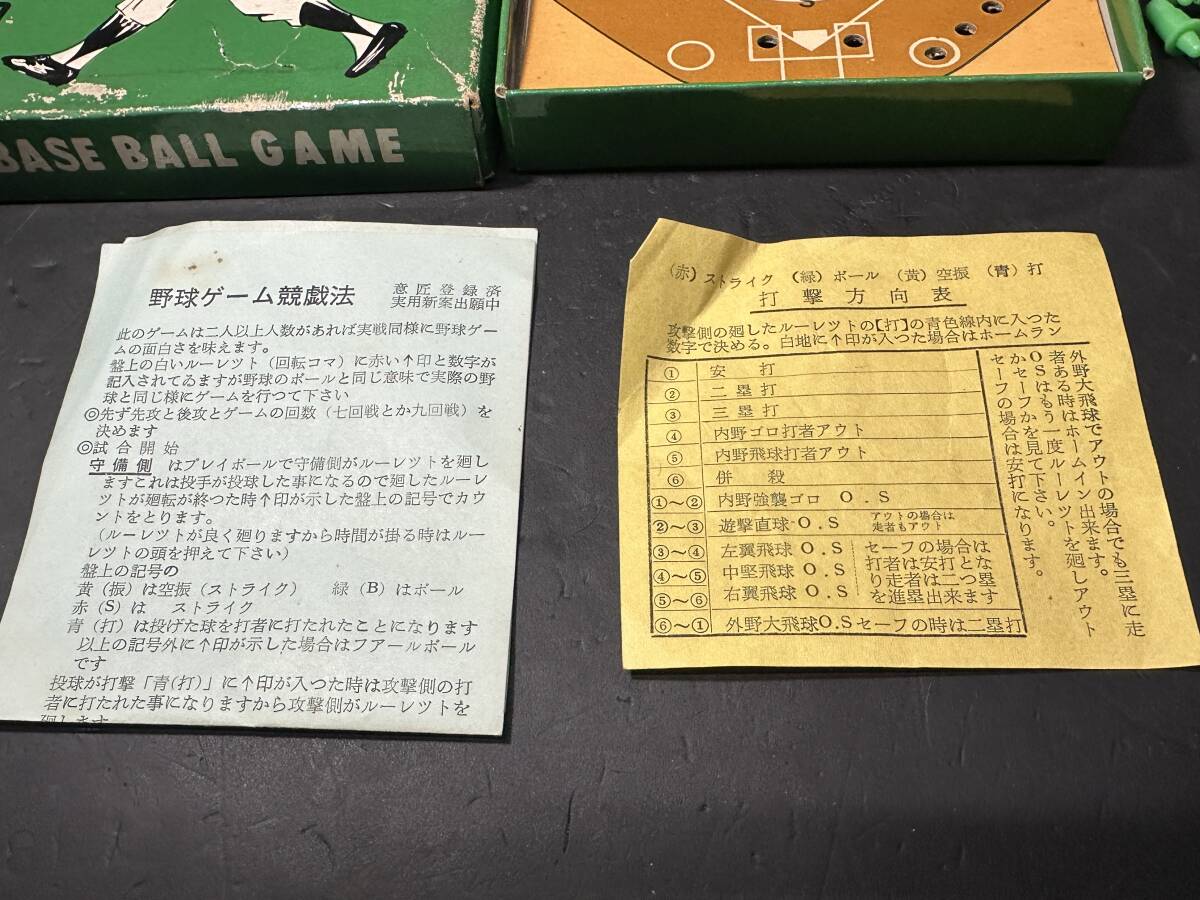 BASE BALL GAME
S
野球ゲーム競戯法
意匠登録済
実用新案出願中
此のゲームは二人以上人数があれば実戦同様に野球ゲー
ムの面白さを味えます。
盤上の白いルーレツト（回転コマ）に赤い↑印と数字が
記入されてゐますが野球のボールと同じ意味で実際の野
球と同じ様にゲームを行つて下さい
◎先ず先攻と後攻とゲームの回数（七回戦とか九回戦）を
決めます
◎試合開始
守備側 はプレイボールで守備側がルーレツトを廻し
ますこれは投手が投球した事になるので廻したルーレ
ツトが廻転が終つた時↑印が示した盤上の記号でカウ
ントをとります。
（ルーレツトが良く廻りますから時間が掛る時はルー
レツトの頭を押えて下さい）
盤上の記号の
黄（振）は空振（ストライク） 緑（B）はボール
赤（S）は ストライク
青（打）は投げた球を打者に打たれたことになります
以上の記号外に↑印が示した場合はフアールボール
です
投球が打撃「青(打)」に↑印が入つた時は攻撃側の打
者に打たれた事になりますから攻撃側がルーレツトを
廻します
（赤）ストライク （緑）ボール （黄）空振 （青）打
打撃方向表
攻撃側の廻したルーレツトの【打】の青色線内に入つた
数字で決める。白地に↑印が入つた場合はホームラン
① 安打
② 二塁打
③ 三塁打
④ 内野ゴロ打者アウト
⑤ 内野飛球打者アウト
⑥ 併殺
①～② 内野強襲ゴロ O.S
②～③ 遊撃直球O.S アウトの場合は
走者もアウト
③～④ 左翼飛球 O.S セーフの場合は
④～⑤ 中堅飛球 O.S 打者は安打とな
り走者は二つ塁
⑤～⑥ 右翼飛球 O.S を進塁出来ます
⑥～① 外野大飛球O.Sセーフの時は二塁打
外野大飛球でアウトの場合でも三塁に走
者ある時はホームイン出来ます。
OSはもう一度ルーレツトを廻しアウト
かセーフかを見て下さい。
セーフの場合は安打になります。